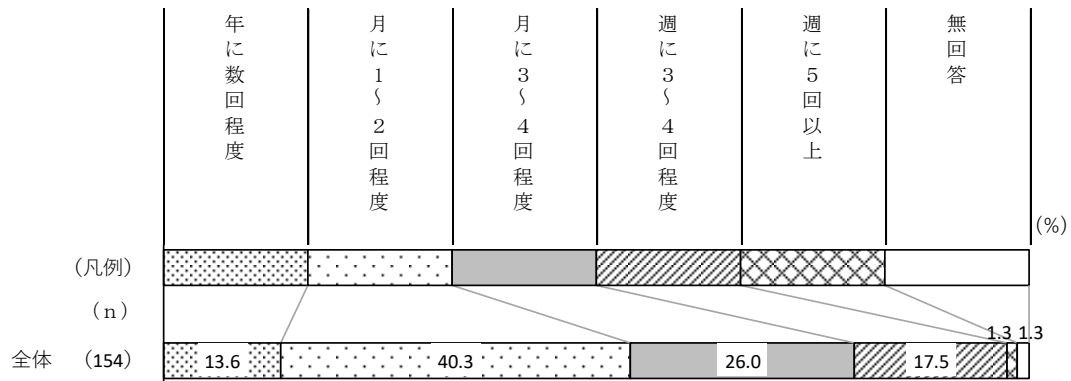 年に数回程度
月に１〜２回程度
月に３〜４回程度
週に３〜４回程度
週に５回以上
無回答
(%)
(凡例)
(ｎ)
1.3 1.3
全体 (154) 13.6 40.3 26.0 17.5